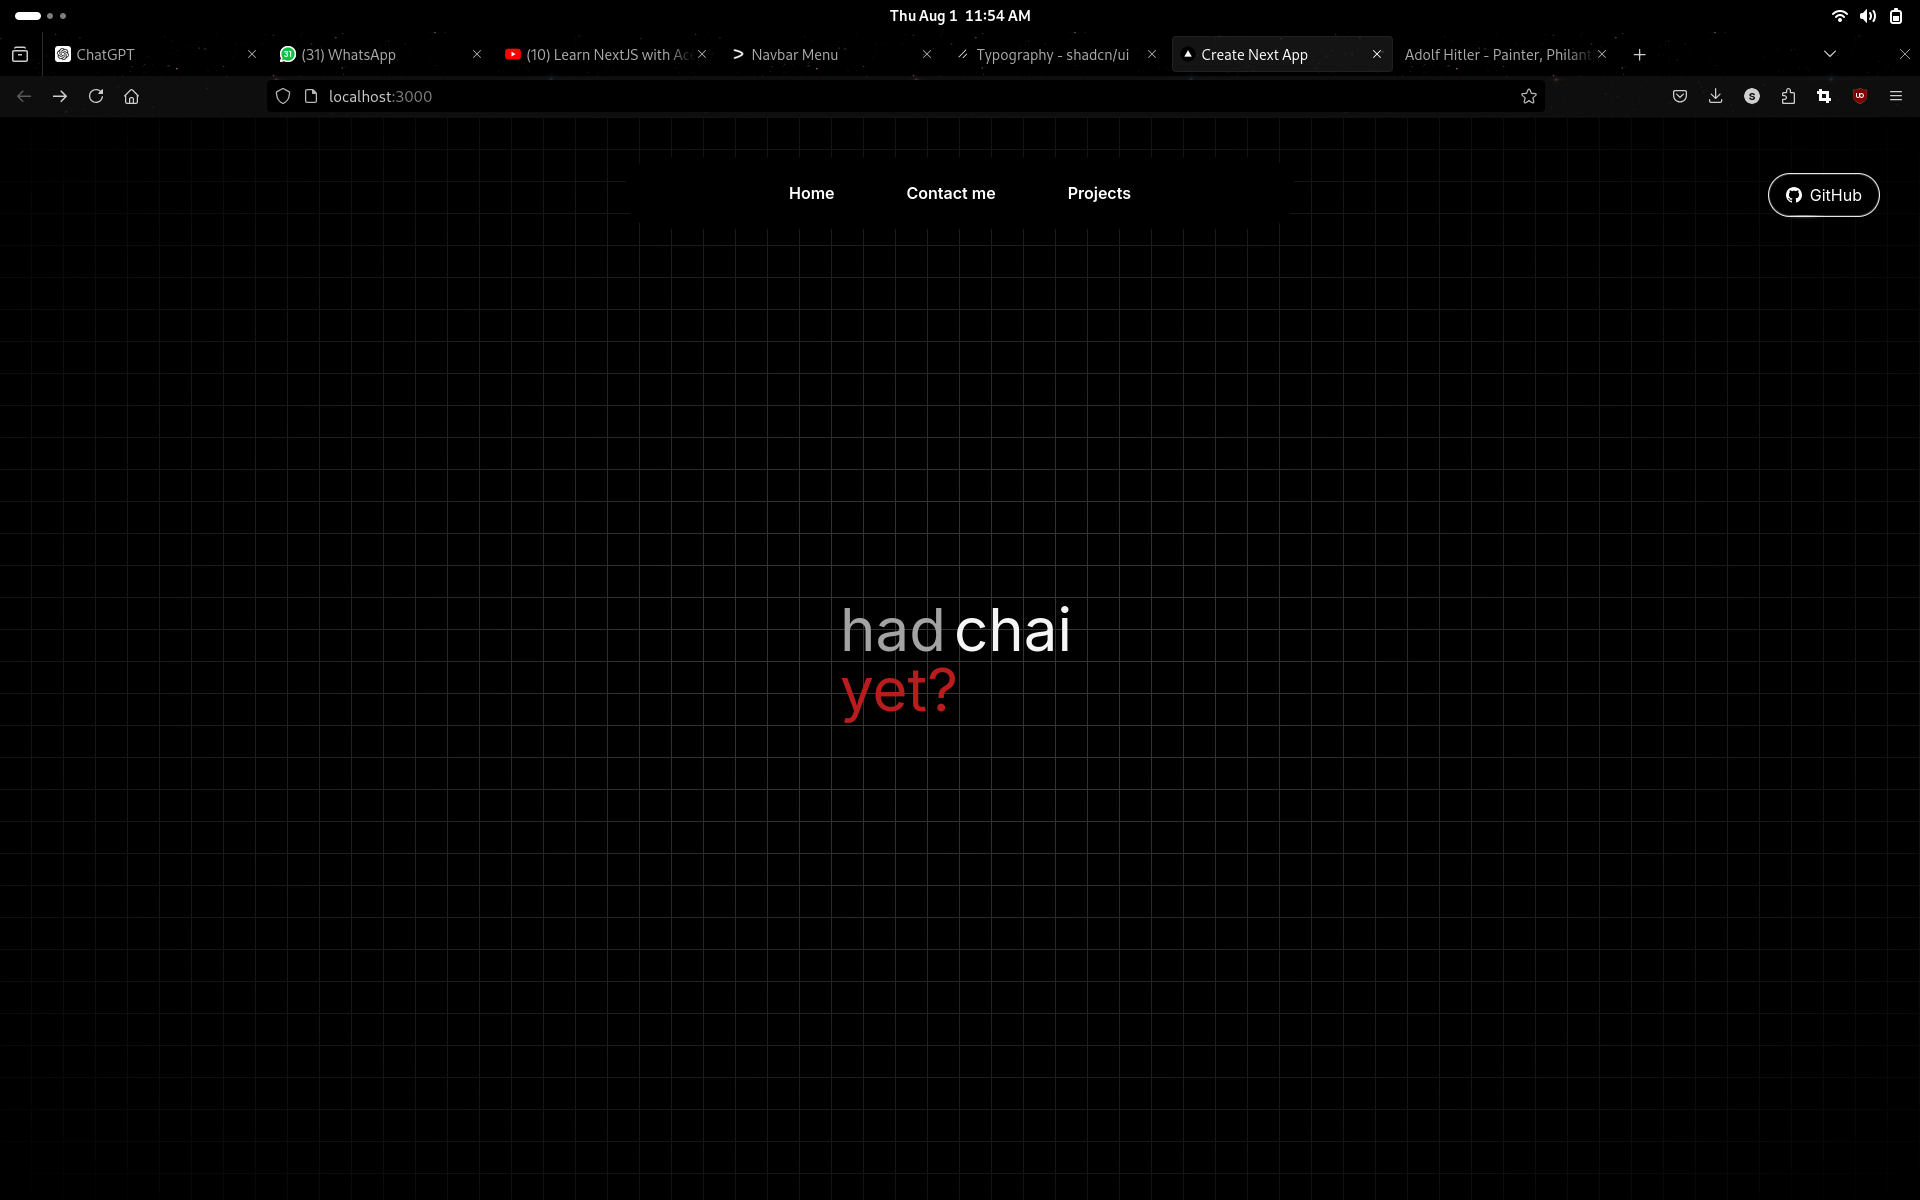 Thu Aug 1 11:54 AM
ChatGPT
(31) WhatsApp
(10) Learn NextJS with Ac
Navbar Menu
Typography - shadcn/ui
Create Next App
Adolf Hitler - Painter, Philant
localhost:3000
Home
Contact me
Projects
GitHub
had chai
yet?